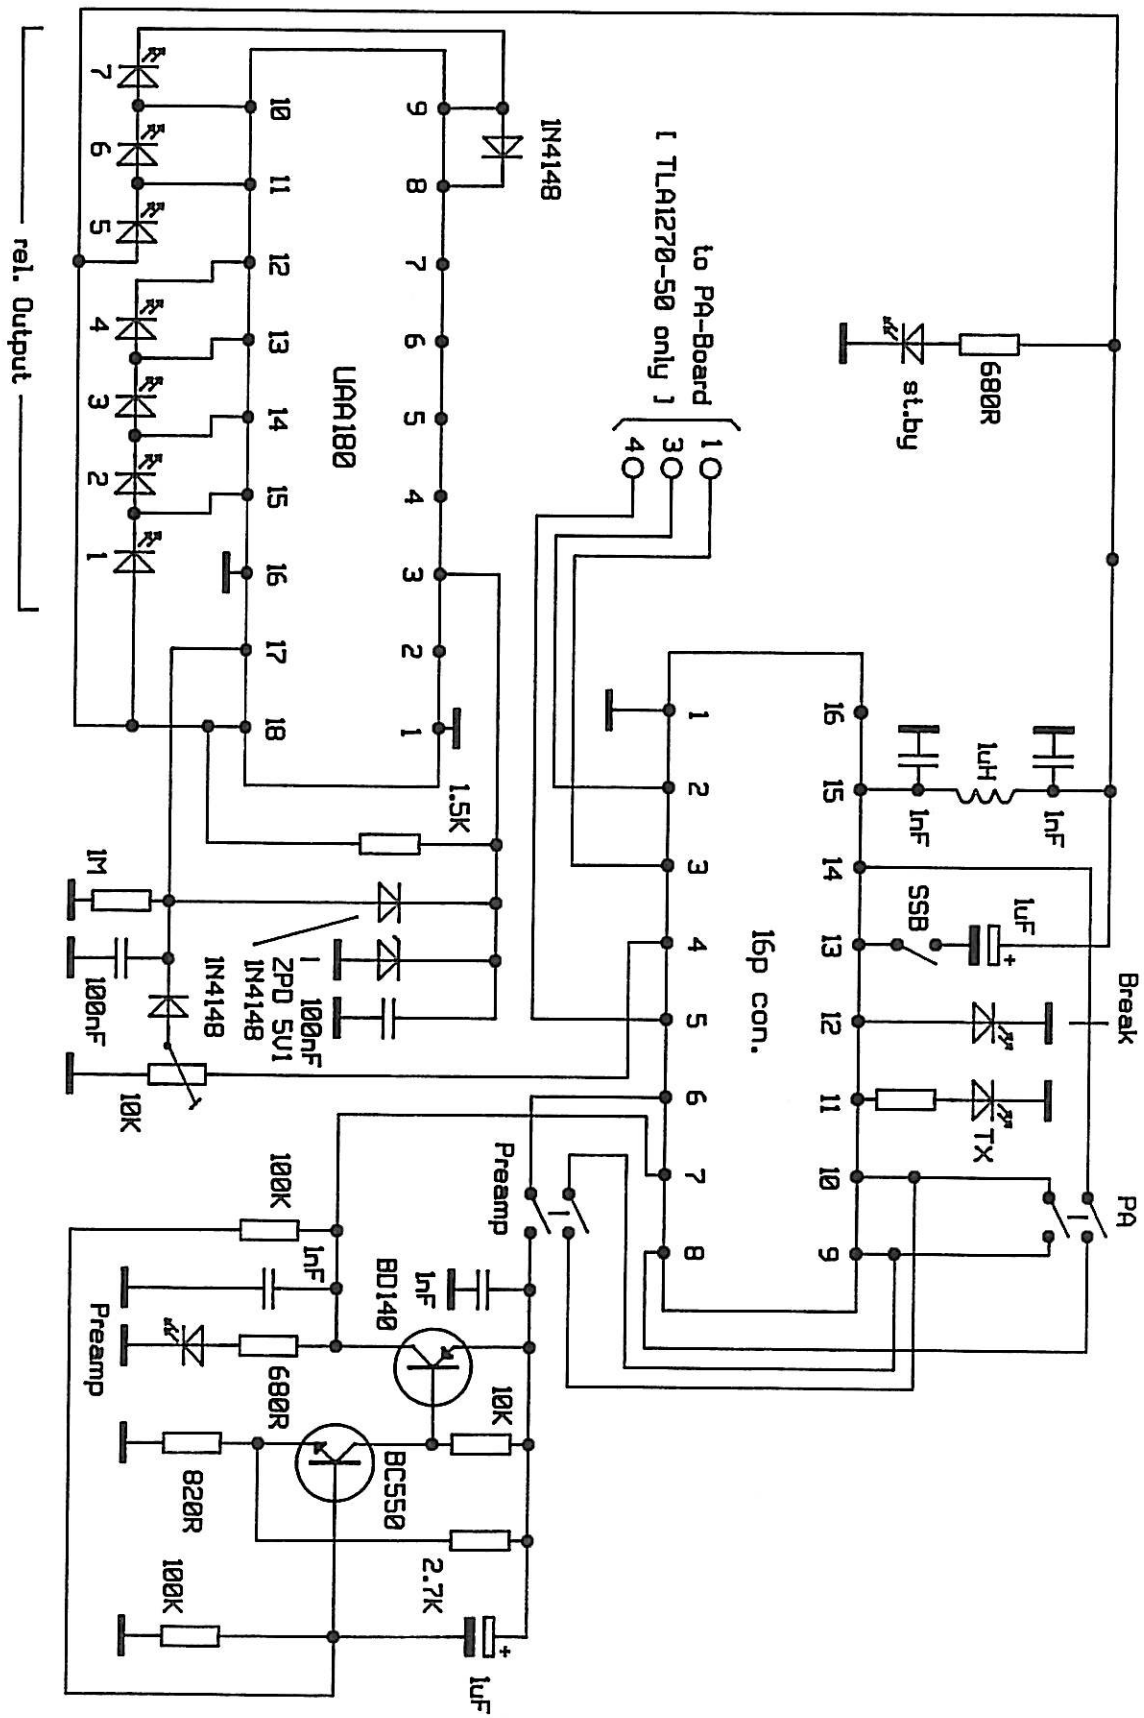 680R
st.by
1nF
1uH
1nF
1uF
+
SSB
Break
TX
PA
16 15 14 13 12 11 10 9
16p con.
1 2 3 4 5 6 7 8
to PA-Board
[ TLA1270-50 only ]
1
3
4
1N4148
9 8 7 6 5 4 3 2 1
UAA180
10 11 12 13 14 15 16 17 18
7 6 5 4 3 2 1
rel. Output
1.5K
100nF
ZPD 5V1
1N4148
1N4148
1M
100nF
10K
Preamp
1nF
10K
2.7K
+
1uF
BD140
BC550
100K
1nF
680R
820R
100K
Preamp